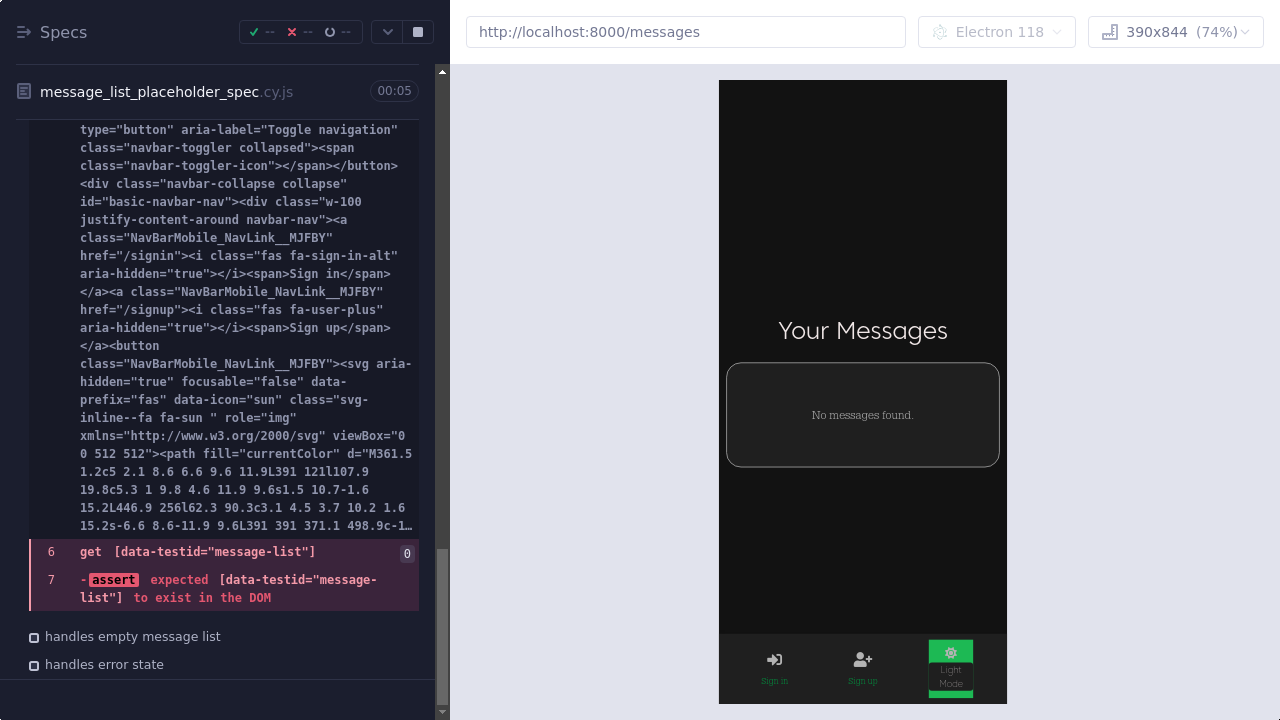 Specs
--
--
--
http://localhost:8000/messages
Electron 118
390x844 (74%)
message_list_placeholder_spec.cy.js
00:05
type="button" aria-label="Toggle navigation"
class="navbar-toggler collapsed"><span
class="navbar-toggler-icon"></span></button>
<div class="navbar-collapse collapse"
id="basic-navbar-nav"><div class="w-100
justify-content-around navbar-nav"><a
class="NavBarMobile_NavLink__MJFBY"
href="/signin"><i class="fas fa-sign-in-alt"
aria-hidden="true"></i><span>Sign in</span>
</a><a class="NavBarMobile_NavLink__MJFBY"
href="/signup"><i class="fas fa-user-plus"
aria-hidden="true"></i><span>Sign up</span>
</a><button
class="NavBarMobile_NavLink__MJFBY"><svg aria-
hidden="true" focusable="false" data-
prefix="fas" data-icon="sun" class="svg-
inline--fa fa-sun " role="img"
xmlns="http://www.w3.org/2000/svg" viewBox="0
0 512 512"><path fill="currentColor" d="M361.5
1.2c5 2.1 8.6 6.6 9.6 11.9L391 121l107.9
19.8c5.3 1 9.8 4.6 11.9 9.6s1.5 10.7-1.6
15.2L446.9 256l62.3 90.3c3.1 4.5 3.7 10.2 1.6
15.2s-6.6 8.6-11.9 9.6L391 391 371.1 498.9c-1…
6 get [data-testid="message-list"] 0
7 -assert expected [data-testid="message-
list"] to exist in the DOM
handles empty message list
handles error state
Your Messages
No messages found.
Sign in
Sign up
Light
Mode